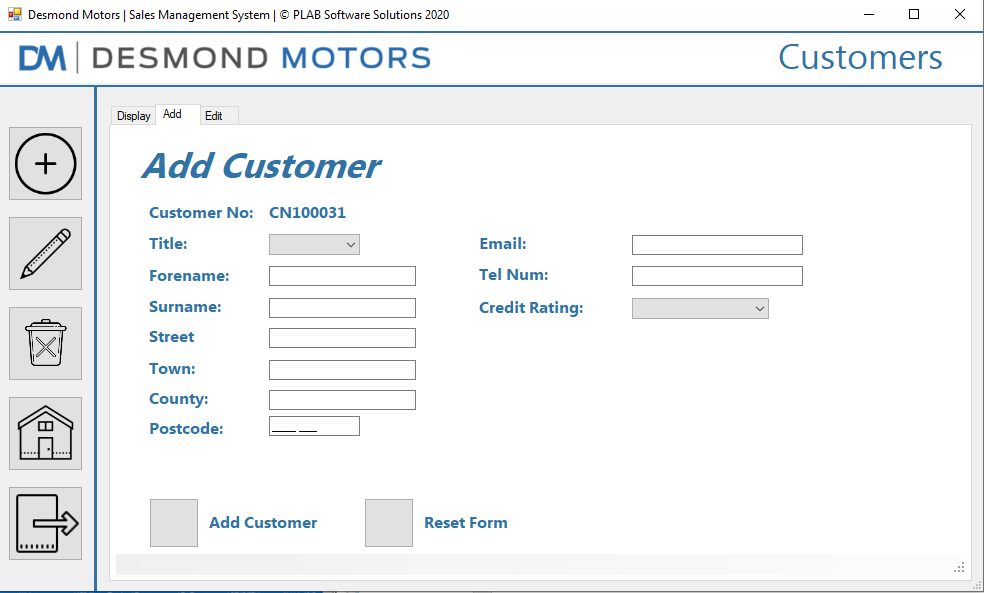 Desmond Motors | Sales Management System | © PLAB Software Solutions 2020
DM | DESMOND MOTORS
Customers
Display Add Edit
Add Customer
Customer No: CN100031
Title:
Forename:
Surname:
Street
Town:
County:
Postcode:
Email:
Tel Num:
Credit Rating:
Add Customer
Reset Form